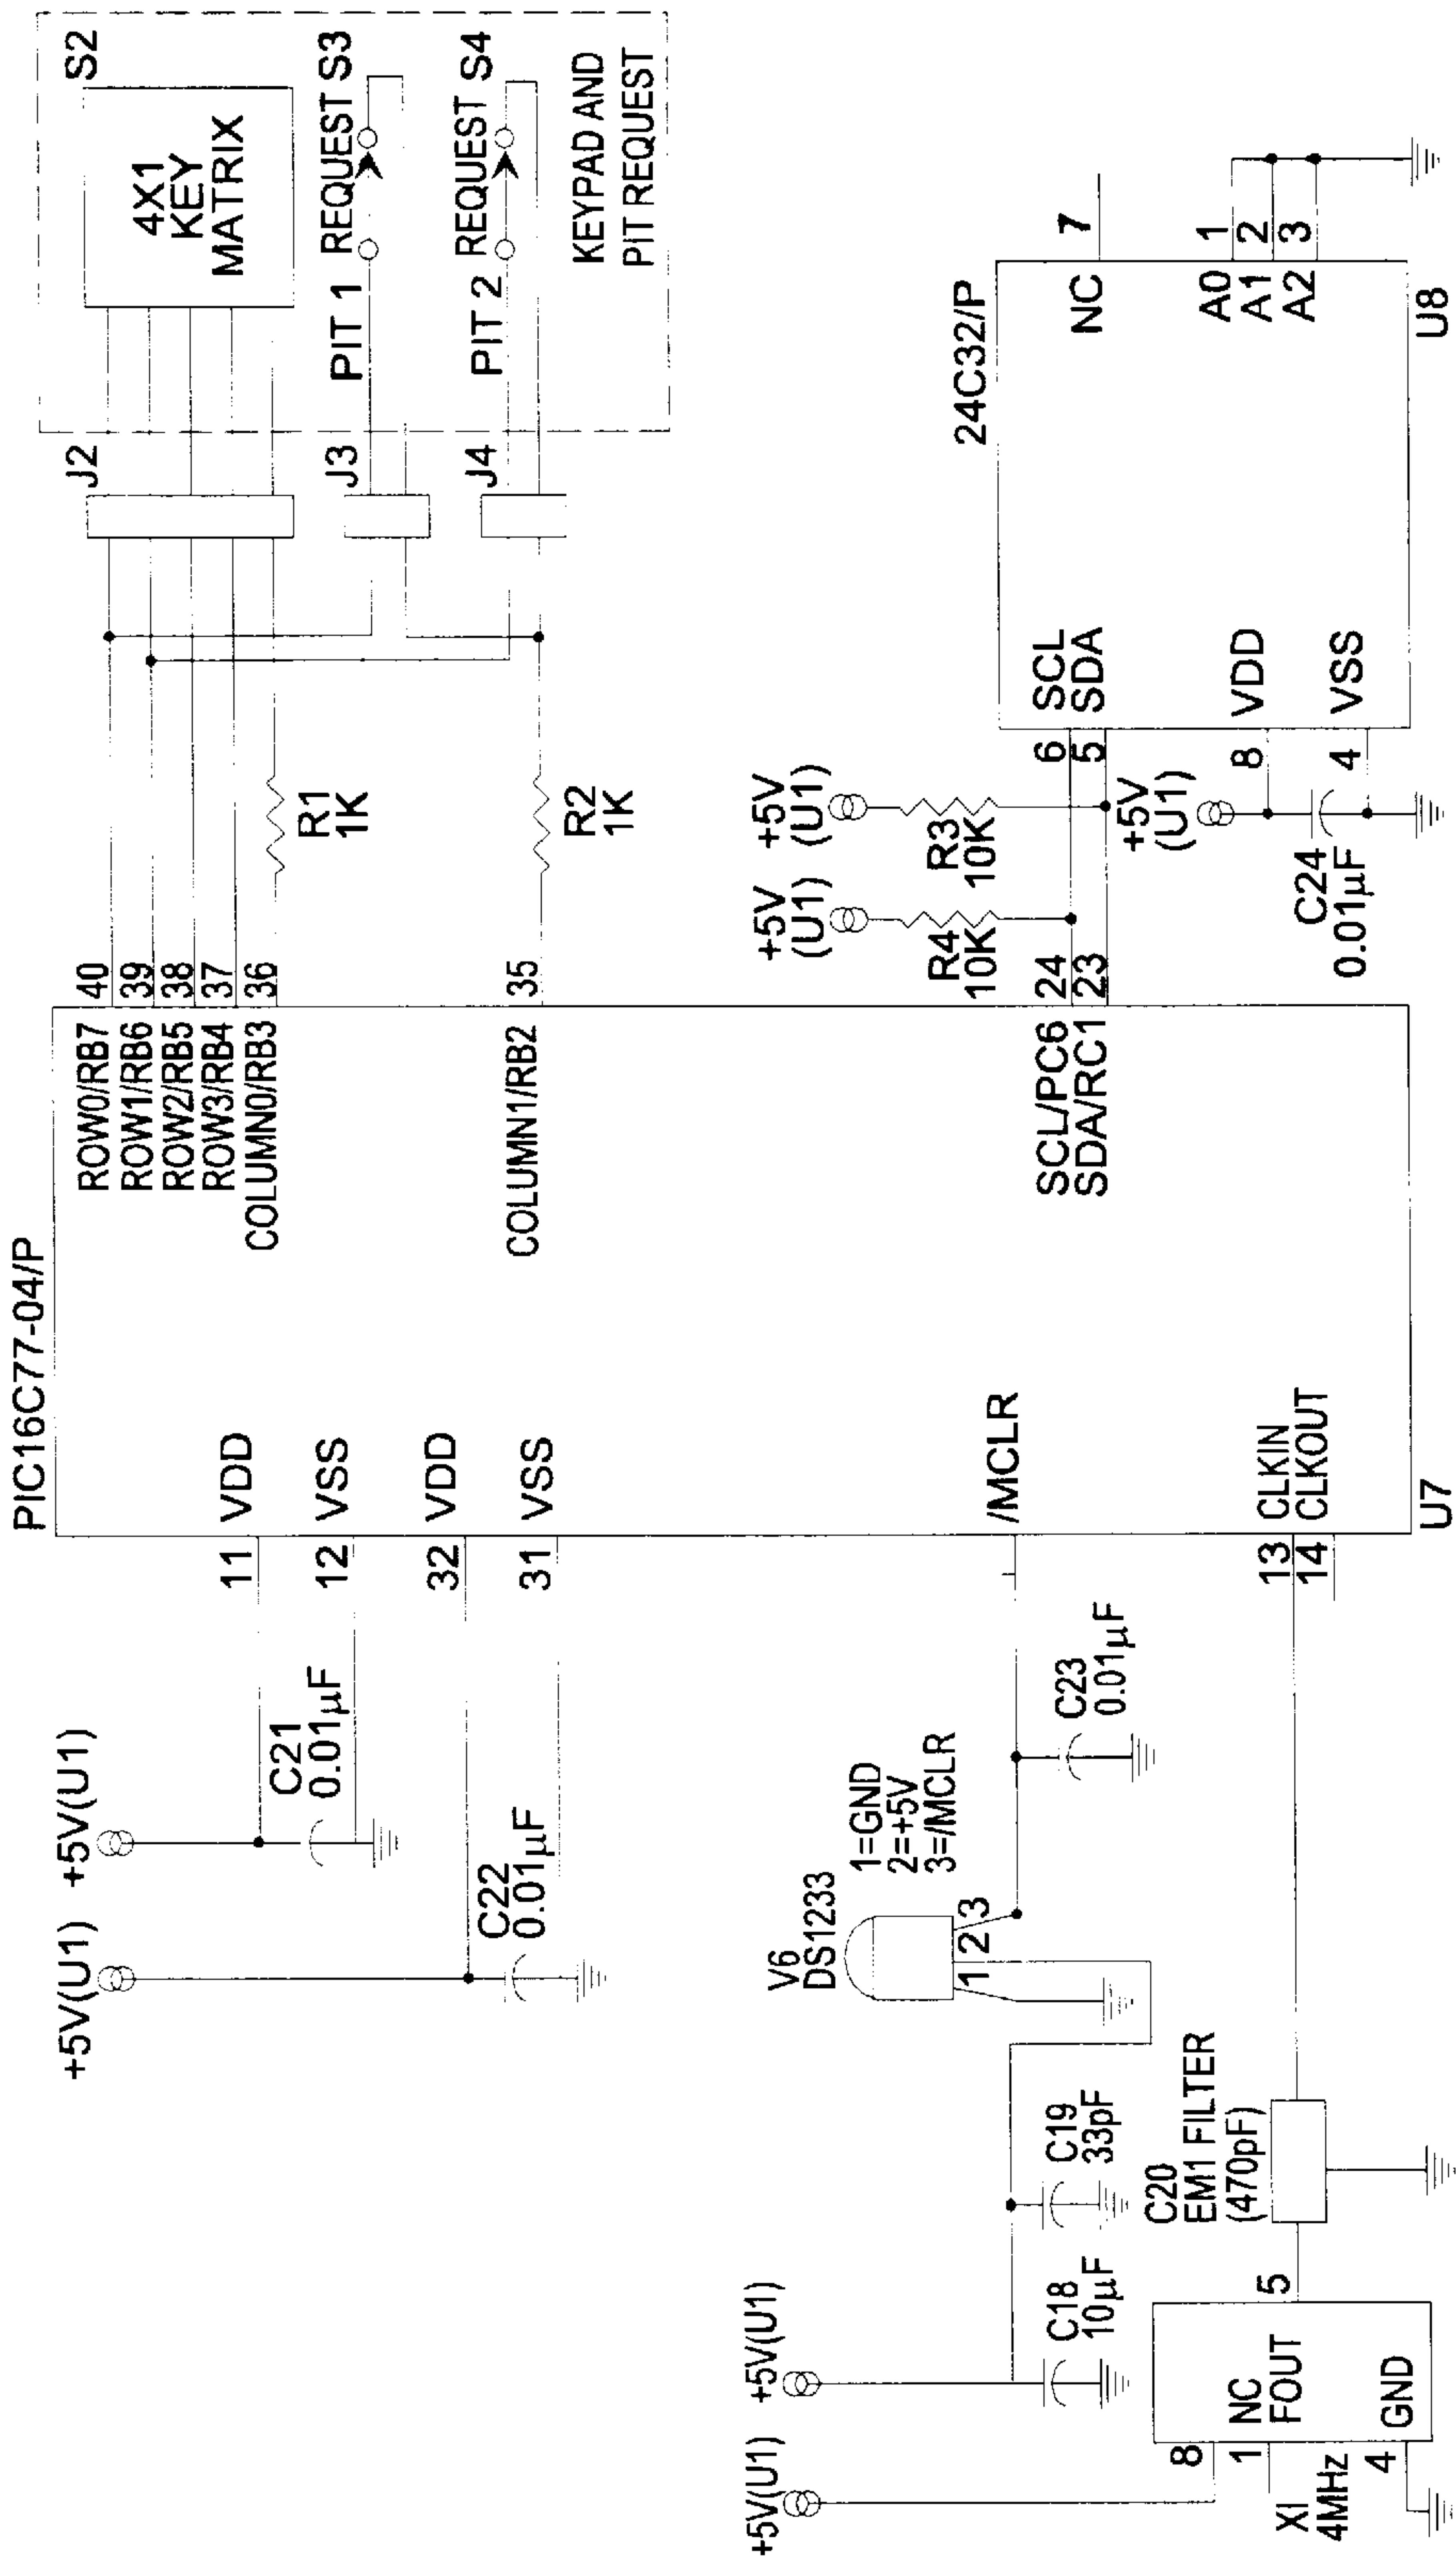 PIC16C77-04/P
+5V(U1)
+5V(U1)
C21
0.01µF
C22
0.01µF
11
12
32
31
VDD
VSS
VDD
VSS
ROW0/RB7
ROW1/RB6
ROW2/RB5
ROW3/RB4
COLUMN0/RB3
COLUMN1/RB2
40
39
38
37
36
35
R1
1K
R2
1K
J2
J3
J4
S2
4X1
KEY
MATRIX
PIT 1 REQUEST S3
PIT 2 REQUEST S4
KEYPAD AND
PIT REQUEST
+5V(U1)
+5V(U1)
8
1
NC
FOUT
5
4
GND
XI
4MHz
C18
10µF
C19
33pF
C20
EM1 FILTER
(470pF)
V6
DS1233
1=GND
2=+5V
3=/MCLR
1
2
3
C23
0.01µF
1
/MCLR
13
14
CLKIN
CLKOUT
U7
SCL/PC6
SDA/RC1
24
23
+5V
(U1)
+5V
(U1)
R4
10K
R3
10K
+5V
(U1)
C24
0.01µF
6
5
8
4
SCL
SDA
VDD
VSS
24C32/P
NC
7
A0
A1
A2
1
2
3
U8